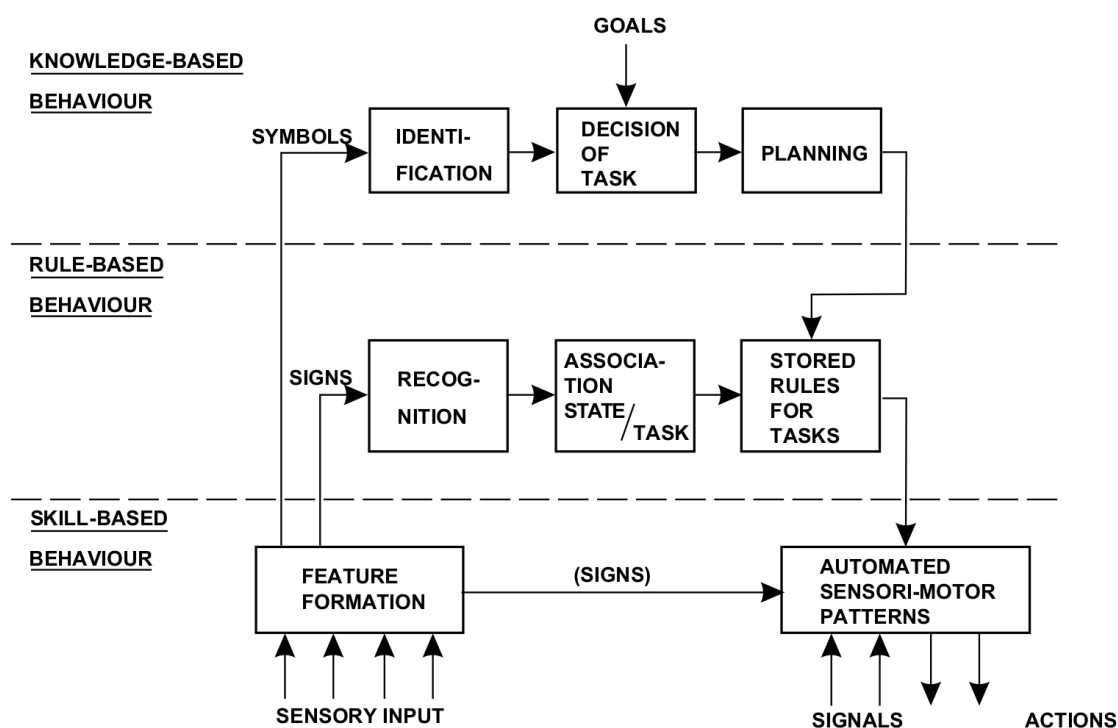 GOALS
KNOWLEDGE-BASED
BEHAVIOUR
SYMBOLS
IDENTI-
FICATION
DECISION
OF
TASK
PLANNING
RULE-BASED
BEHAVIOUR
SIGNS
RECOG-
NITION
ASSOCIA-
TION
STATE/
TASK
STORED
RULES
FOR
TASKS
SKILL-BASED
BEHAVIOUR
FEATURE
FORMATION
(SIGNS)
AUTOMATED
SENSORI-MOTOR
PATTERNS
SENSORY INPUT
SIGNALS
ACTIONS